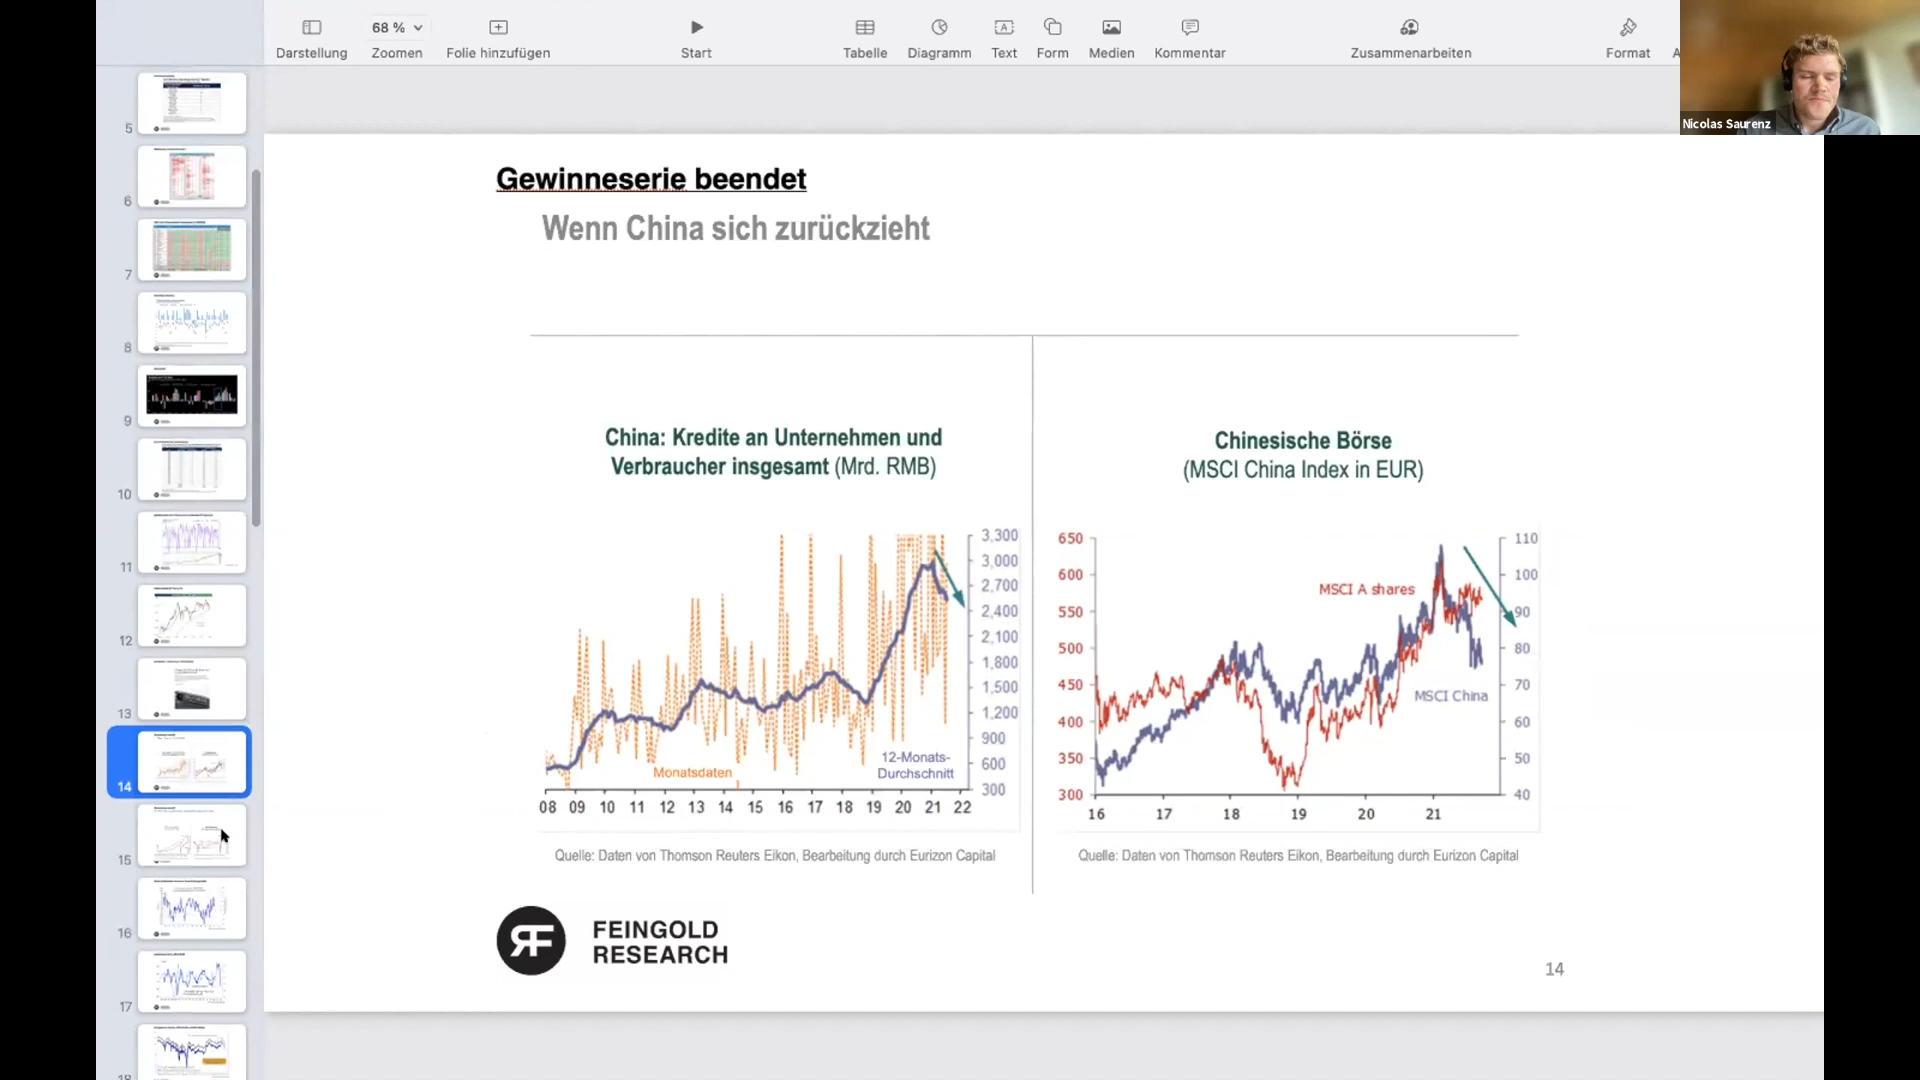 68 %
Darstellung
Zoomen
Folie hinzufügen
Start
Tabelle
Diagramm
Text
Form
Medien
Kommentar
Zusammenarbeiten
Format
A
Nicolas Saurenz
5
6
7
8
9
10
11
12
13
14
15
16
17
18
Gewinneserie beendet
Wenn China sich zurückzieht
China: Kredite an Unternehmen und
Verbraucher insgesamt (Mrd. RMB)
3,300
3,000
2,700
2,400
2,100
1,800
1,500
1,200
900
600
300
12-Monats-
Durchschnitt
Monatsdaten
08 09 10 11 12 13 14 15 16 17 18 19 20 21 22
Quelle: Daten von Thomson Reuters Eikon, Bearbeitung durch Eurizon Capital
Chinesische Börse
(MSCI China Index in EUR)
650
600
550
500
450
400
350
300
MSCI A shares
MSCI China
110
100
90
80
70
60
50
40
16 17 18 19 20 21
Quelle: Daten von Thomson Reuters Eikon, Bearbeitung durch Eurizon Capital
RF
FEINGOLD
RESEARCH
14